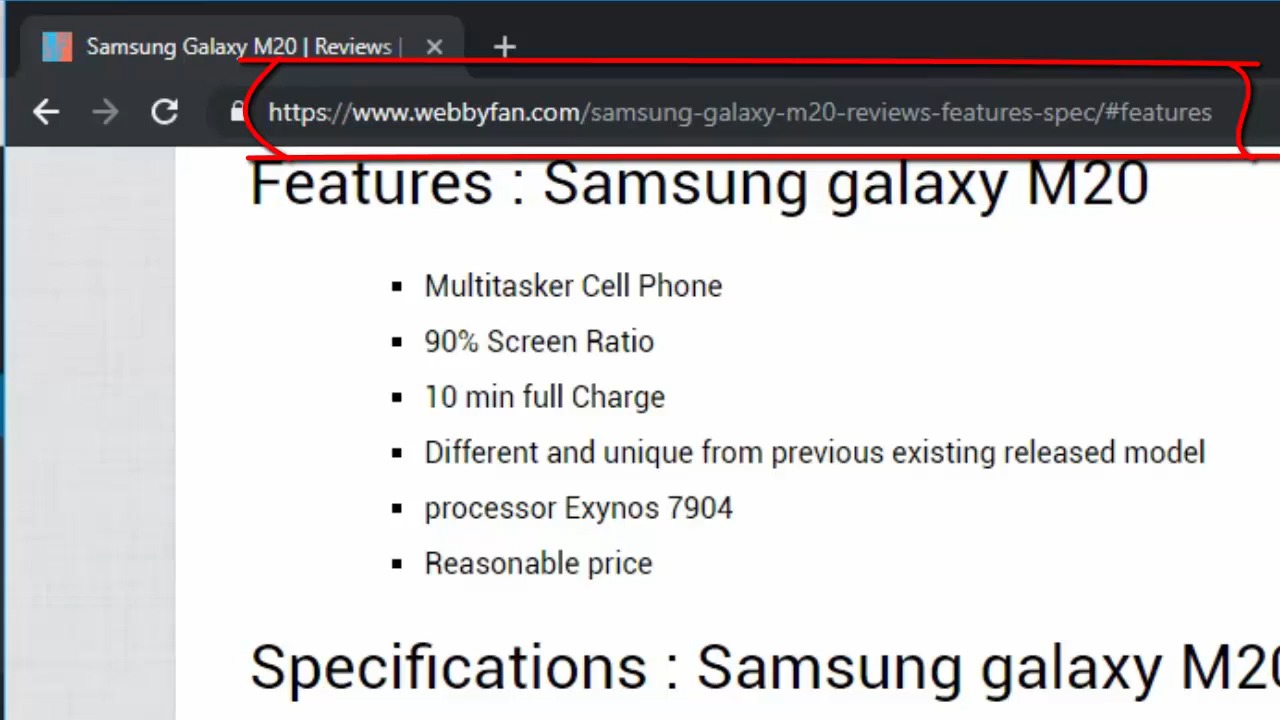 Samsung Galaxy M20 | Reviews |
https://www.webbyfan.com/samsung-galaxy-m20-reviews-features-spec/#features
Features : Samsung galaxy M20
Multitasker Cell Phone
90% Screen Ratio
10 min full Charge
Different and unique from previous existing released model
processor Exynos 7904
Reasonable price
Specifications : Samsung galaxy M20